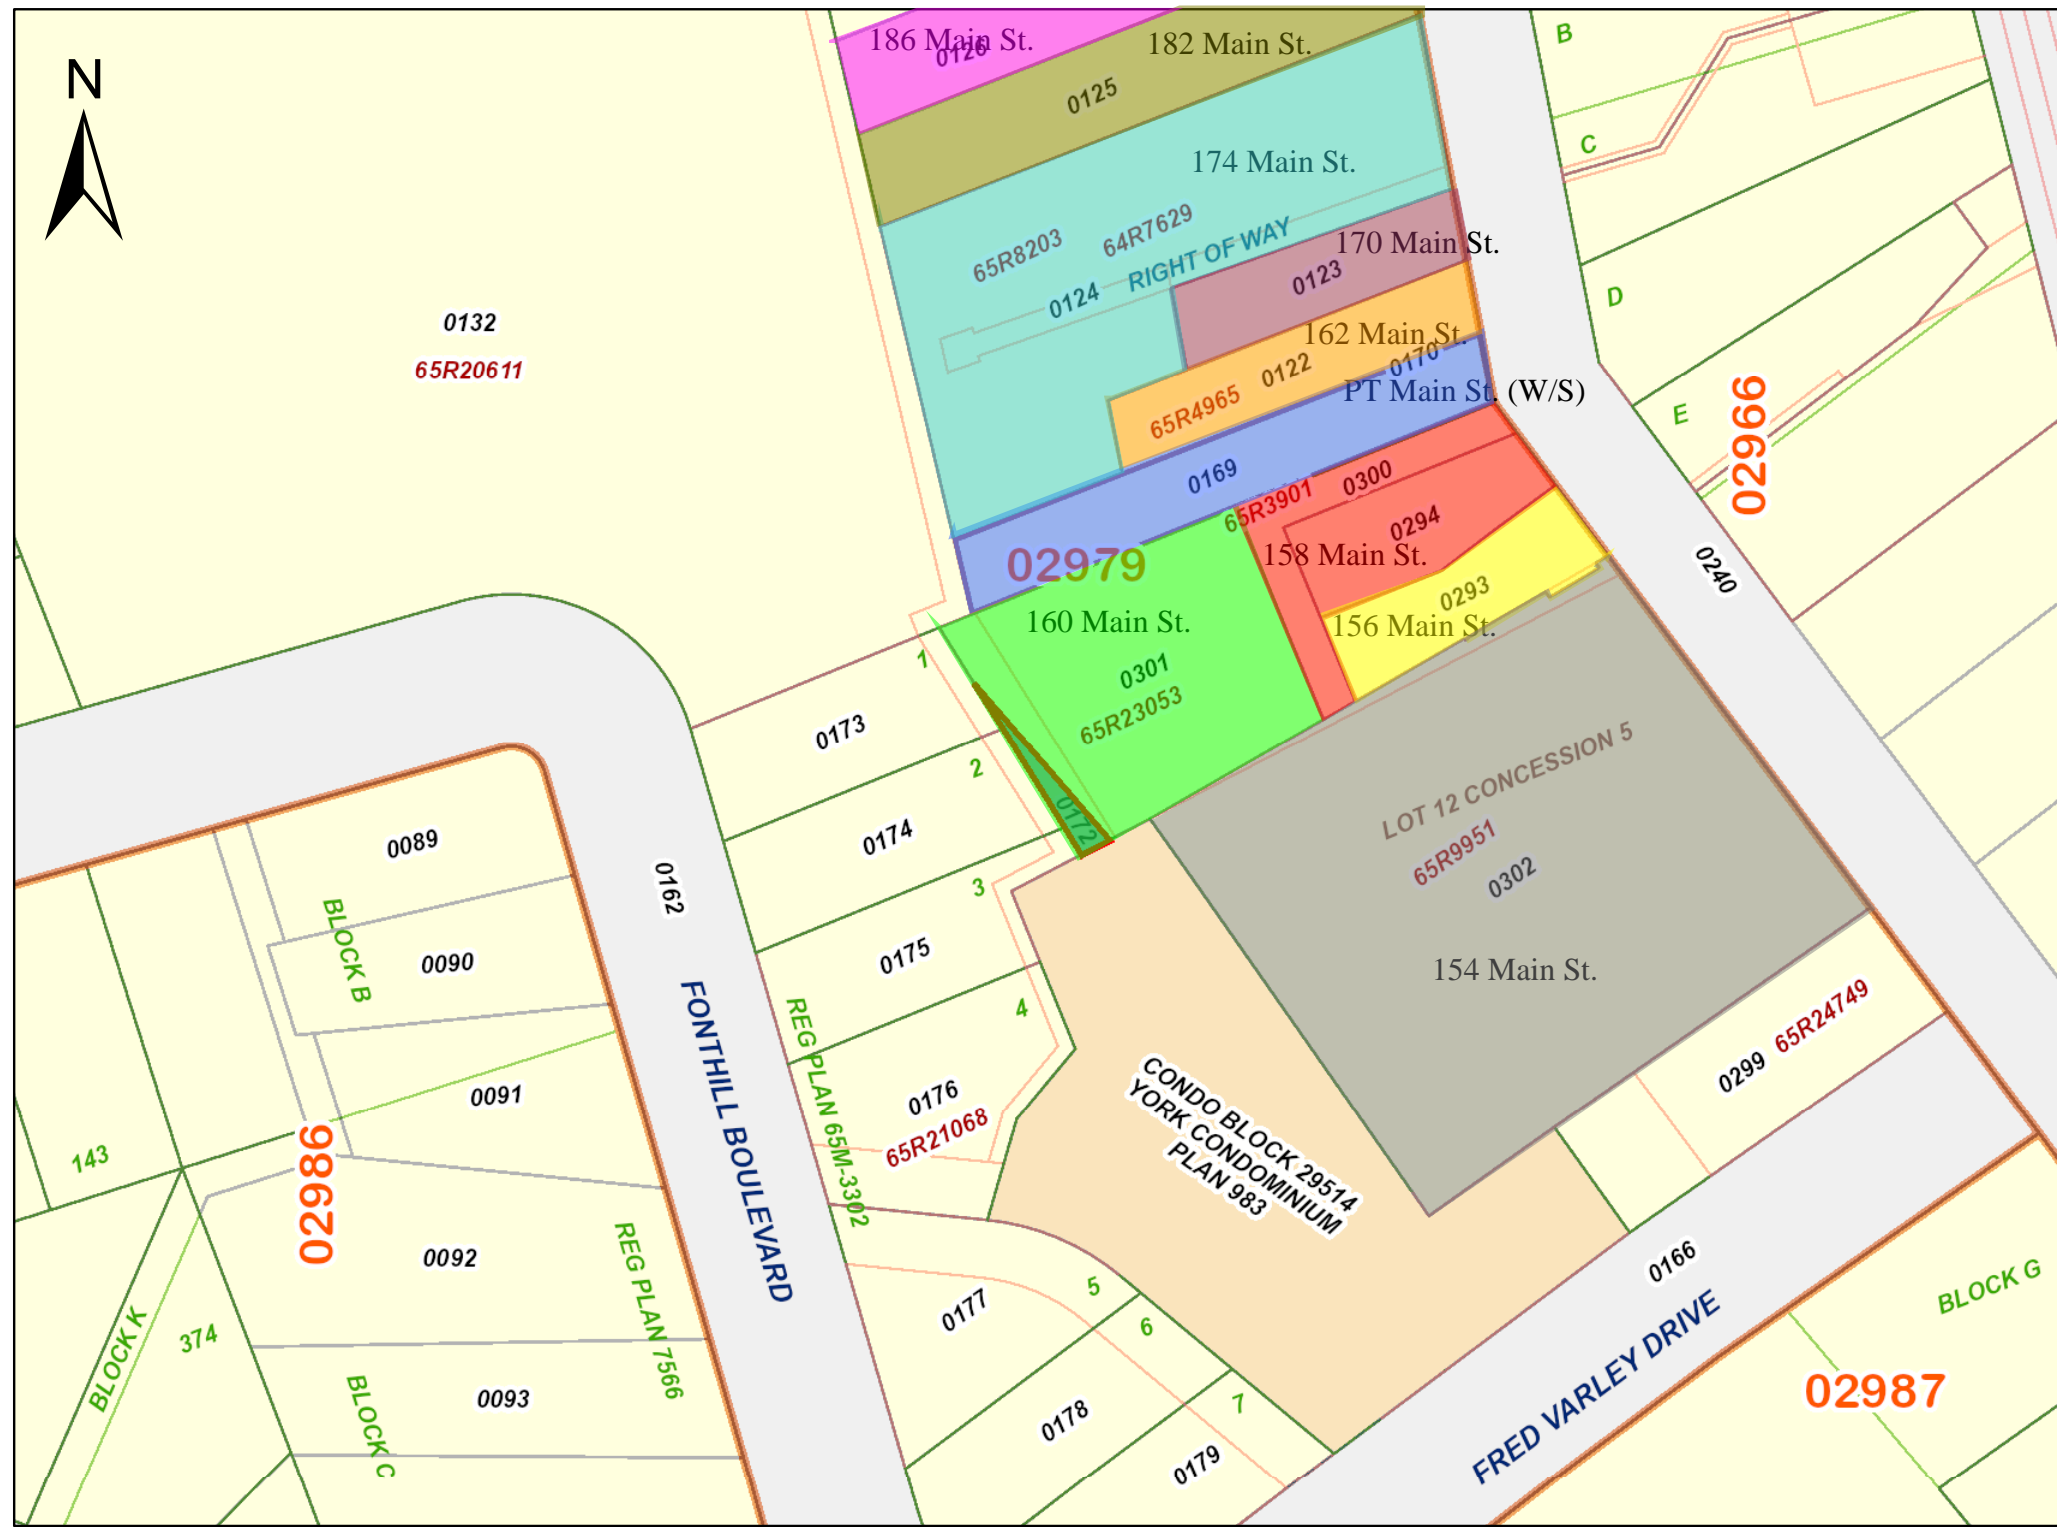 N
186 Main St.
0126
182 Main St.
0125
174 Main St.
65R8203
64R7629
RIGHT OF WAY
0124
170 Main St.
0123
162 Main St.
0122
0170
65R4965
PT Main St. (W/S)
0169
65R3901
0300
0294
158 Main St.
02979
0293
156 Main St.
160 Main St.
0301
65R23053
0172
0132
65R20611
B
C
D
E
02966
0240
LOT 12 CONCESSION 5
65R9951
0302
154 Main St.
0299
65R24749
1
0173
2
0174
3
0175
4
0176
65R21068
0162
FONTHILL BOULEVARD
REG PLAN 65M-3302
0089
BLOCK B
0090
0091
143
02986
0092
REG PLAN 7566
BLOCK K
374
BLOCK C
0093
CONDO BLOCK 29514
YORK CONDOMINIUM
PLAN 983
0177
5
6
0178
7
0179
0166
FRED VARLEY DRIVE
BLOCK G
02987